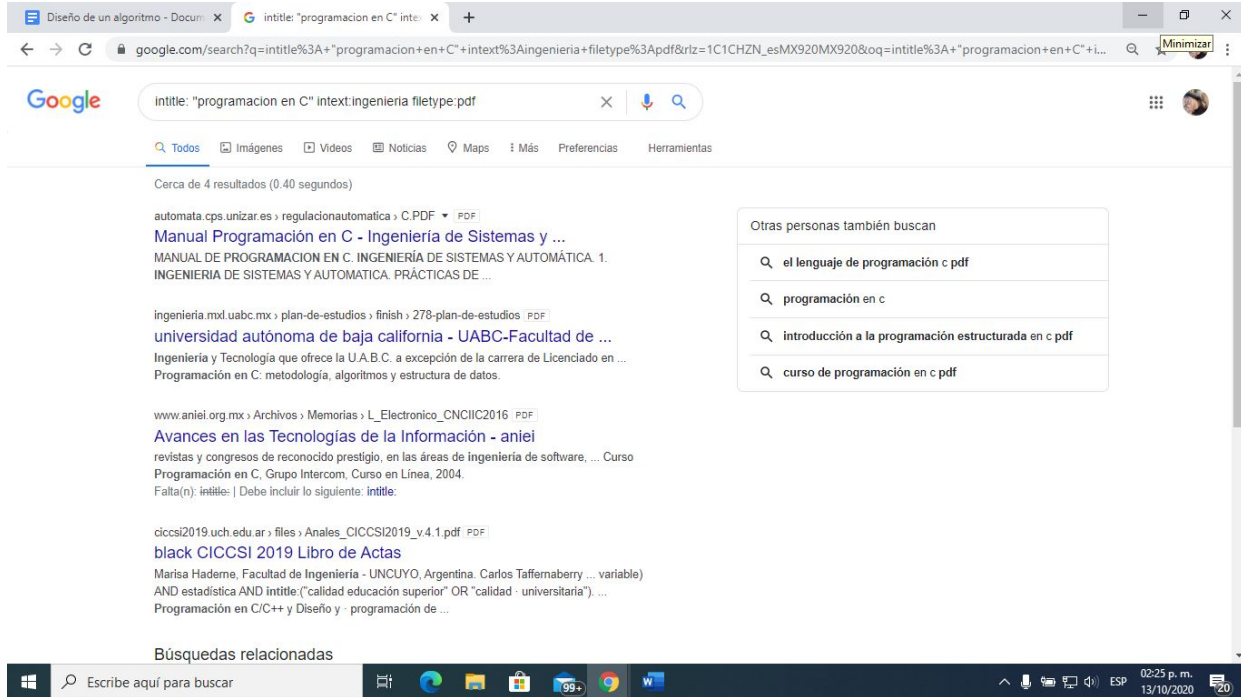 Diseño de un algoritmo - Docum
intitle: "programacion en C" inte
google.com/search?q=intitle%3A+"programacion+en+C"+intext%3Aingenieria+filetype%3Apdf&rlz=1C1CHZN_esMX920MX920&oq=intitle%3A+"programacion+en+C"+i...
Minimizar
Google
intitle: "programacion en C" intext:ingenieria filetype:pdf
Todos Imágenes Videos Noticias Maps Más Preferencias Herramientas
Cerca de 4 resultados (0.40 segundos)
automata.cps.unizar.es › regulacionautomatica › C.PDF PDF
Manual Programación en C - Ingeniería de Sistemas y ...
MANUAL DE PROGRAMACION EN C. INGENIERÍA DE SISTEMAS Y AUTOMÁTICA. 1.
INGENIERIA DE SISTEMAS Y AUTOMATICA. PRÁCTICAS DE ...
ingenieria.mxl.uabc.mx › plan-de-estudios › finish › 278-plan-de-estudios PDF
universidad autónoma de baja california - UABC-Facultad de ...
Ingeniería y Tecnología que ofrece la U.A.B.C. a excepción de la carrera de Licenciado en ...
Programación en C: metodología, algoritmos y estructura de datos.
www.aniei.org.mx › Archivos › Memorias › L_Electronico_CNCIIC2016 PDF
Avances en las Tecnologías de la Información - aniei
revistas y congresos de reconocido prestigio, en las áreas de ingeniería de software, ... Curso
Programación en C, Grupo Intercom, Curso en Línea, 2004.
Falta(n): intitle: | Debe incluir lo siguiente: intitle:
ciccsi2019.uch.edu.ar › files › Anales_CICCSI2019_v.4.1.pdf PDF
black CICCSI 2019 Libro de Actas
Marisa Haderne, Facultad de Ingeniería - UNCUYO, Argentina. Carlos Taffernaberry ... variable)
AND estadística AND intitle:("calidad educación superior" OR "calidad · universitaria"). ...
Programación en C/C++ y Diseño y · programación de ...
Búsquedas relacionadas
Otras personas también buscan
el lenguaje de programación c pdf
programación en c
introducción a la programación estructurada en c pdf
curso de programación en c pdf
Escribe aquí para buscar
99+
W
ESP
02:25 p. m.
13/10/2020
20